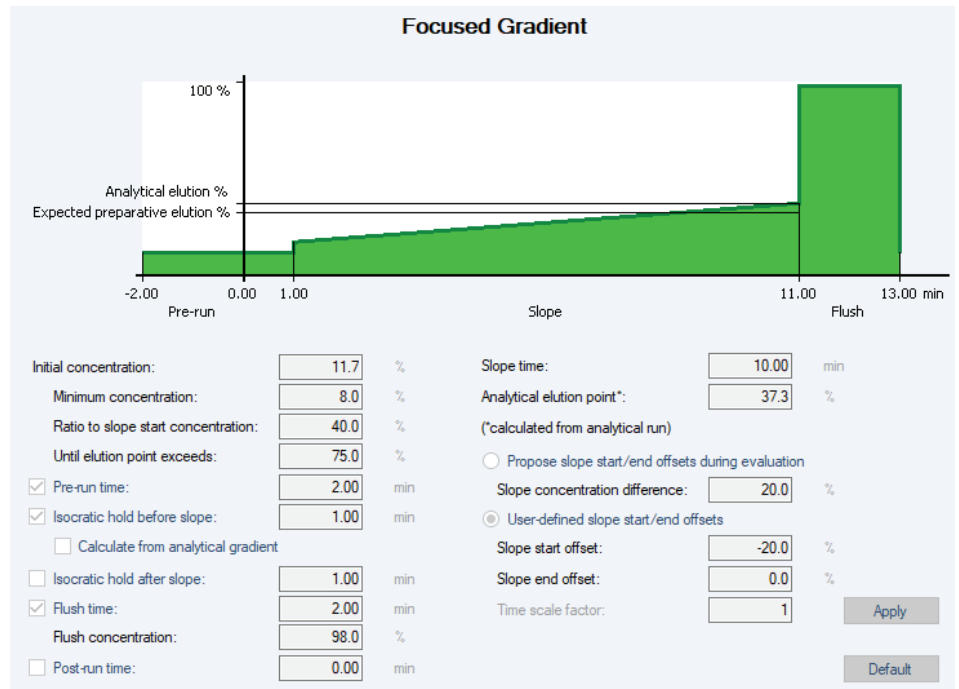 Focused Gradient
100 %
Analytical elution %
Expected preparative elution %
-2.00 0.00 1.00 11.00 13.00 min
Pre-run Slope Flush
Initial concentration: 11.7 %
Minimum concentration: 8.0 %
Ratio to slope start concentration: 40.0 %
Until elution point exceeds: 75.0 %
Pre-run time: 2.00 min
Isocratic hold before slope: 1.00 min
Calculate from analytical gradient
Isocratic hold after slope: 1.00 min
Flush time: 2.00 min
Flush concentration: 98.0 %
Post-run time: 0.00 min
Slope time: 10.00 min
Analytical elution point*: 37.3 %
(*calculated from analytical run)
Propose slope start/end offsets during evaluation
Slope concentration difference: 20.0 %
User-defined slope start/end offsets
Slope start offset: -20.0 %
Slope end offset: 0.0 %
Time scale factor: 1
Apply
Default